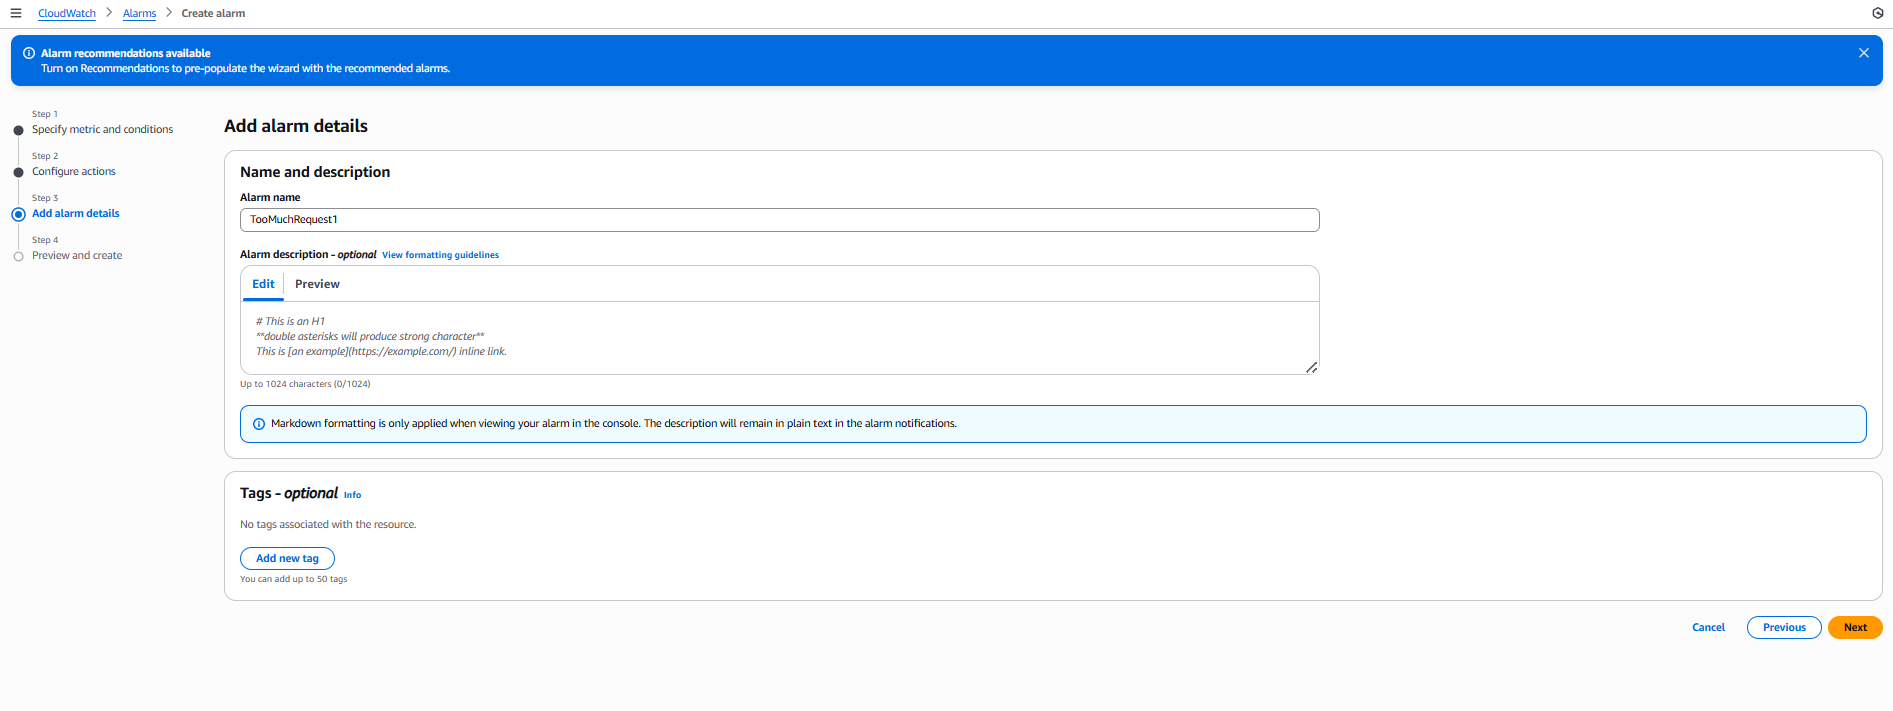 CloudWatch > Alarms > Create alarm
Alarm recommendations available
Turn on Recommendations to pre-populate the wizard with the recommended alarms.
Step 1
Specify metric and conditions
Step 2
Configure actions
Step 3
Add alarm details
Step 4
Preview and create
Add alarm details
Name and description
Alarm name
TooMuchRequest1
Alarm description - optional View formatting guidelines
Edit Preview
# This is an H1
**double asterisks will produce strong character**
This is [an example](https://example.com/) inline link.
Up to 1024 characters (0/1024)
Markdown formatting is only applied when viewing your alarm in the console. The description will remain in plain text in the alarm notifications.
Tags - optional Info
No tags associated with the resource.
Add new tag
You can add up to 50 tags
Cancel Previous Next